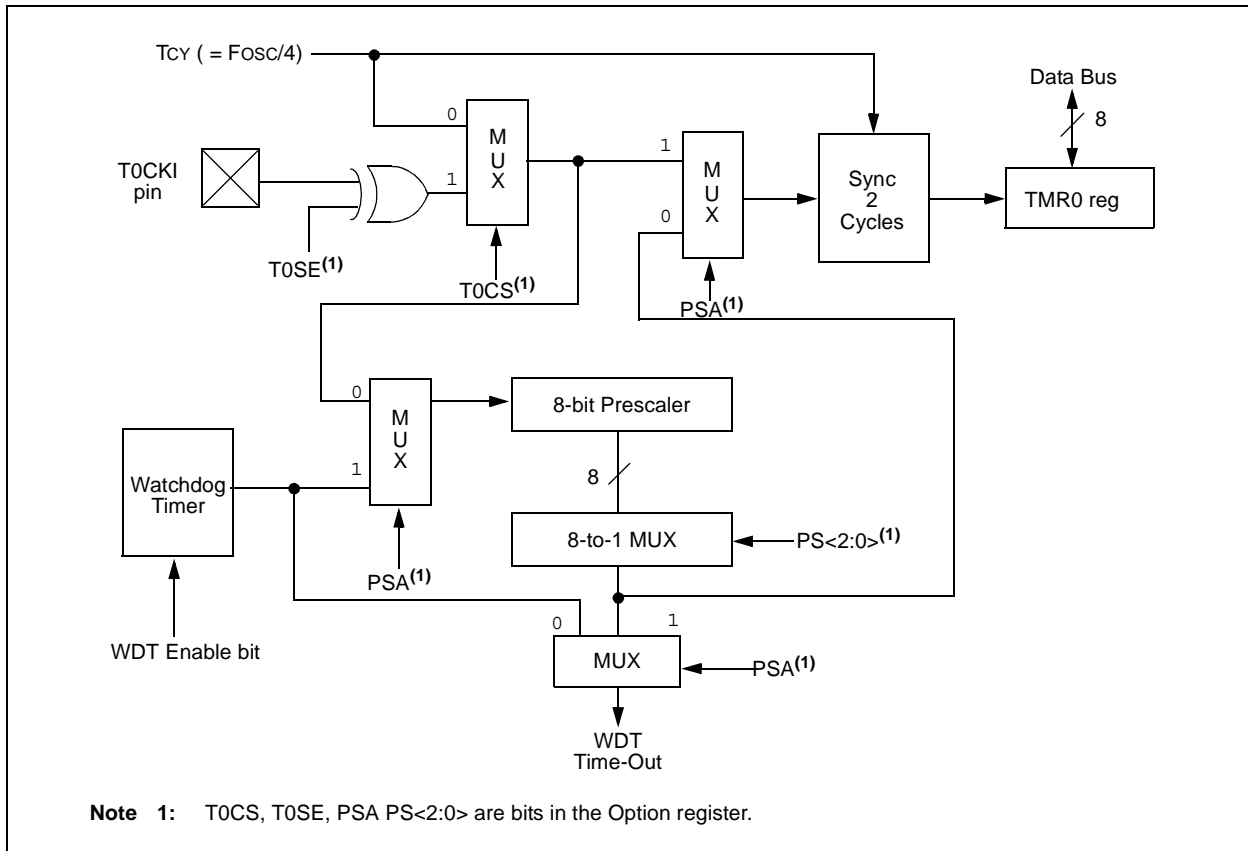 TCY ( = FOSC/4)
Data Bus
8
0
MUX
1
T0CKI
pin
T0SE(1)
T0CS(1)
1
MUX
0
PSA(1)
Sync
2
Cycles
TMR0 reg
0
MUX
1
PSA(1)
8-bit Prescaler
8
Watchdog
Timer
8-to-1 MUX
PS<2:0>(1)
WDT Enable bit
0
1
MUX
PSA(1)
WDT
Time-Out
Note 1: T0CS, T0SE, PSA PS<2:0> are bits in the Option register.